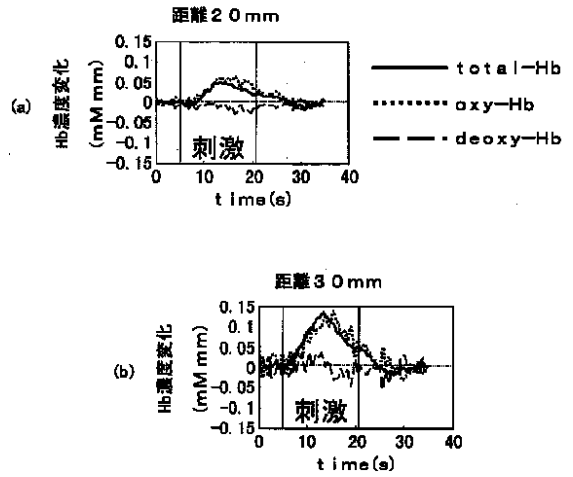 距離20mm
0.15
0.1
0.05
0
-0.05
-0.1
-0.15
Hb濃度変化
(mM mm)
(a)
刺激
0 10 20 30 40
time(s)
total-Hb
oxy-Hb
deoxy-Hb
距離30mm
0.15
0.1
0.05
0
-0.05
-0.1
-0.15
Hb濃度変化
(mM mm)
(b)
刺激
0 10 20 30 40
time(s)